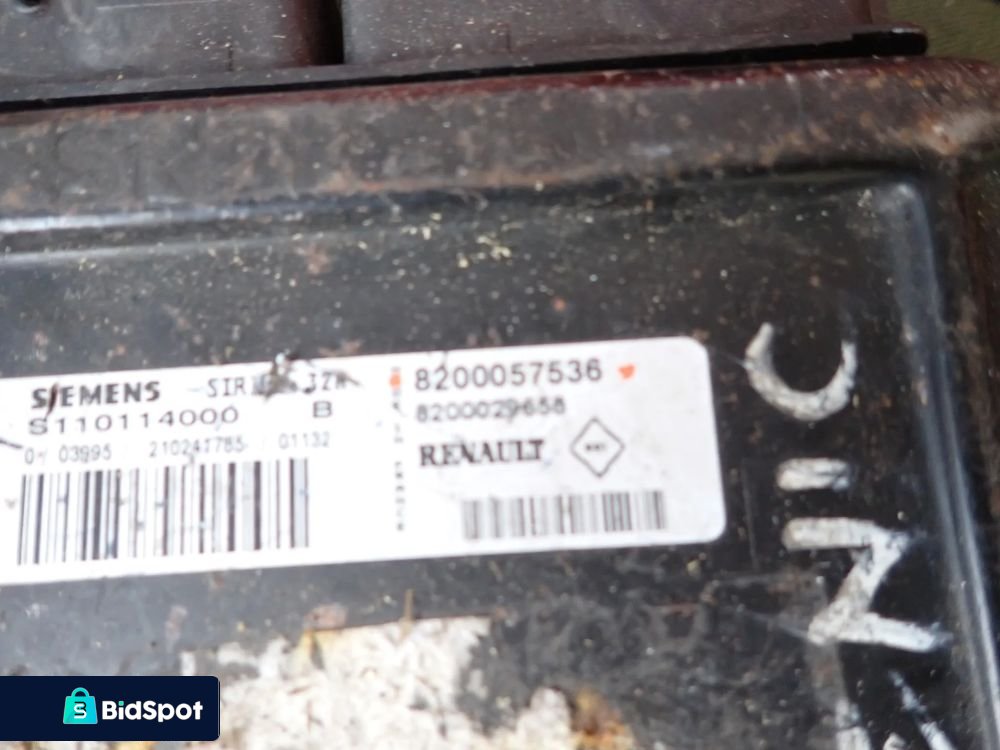 SIEMENS
S110114000 B
03995 210241785 01132
8200057536
8200029658
RENAULT
BidSpot